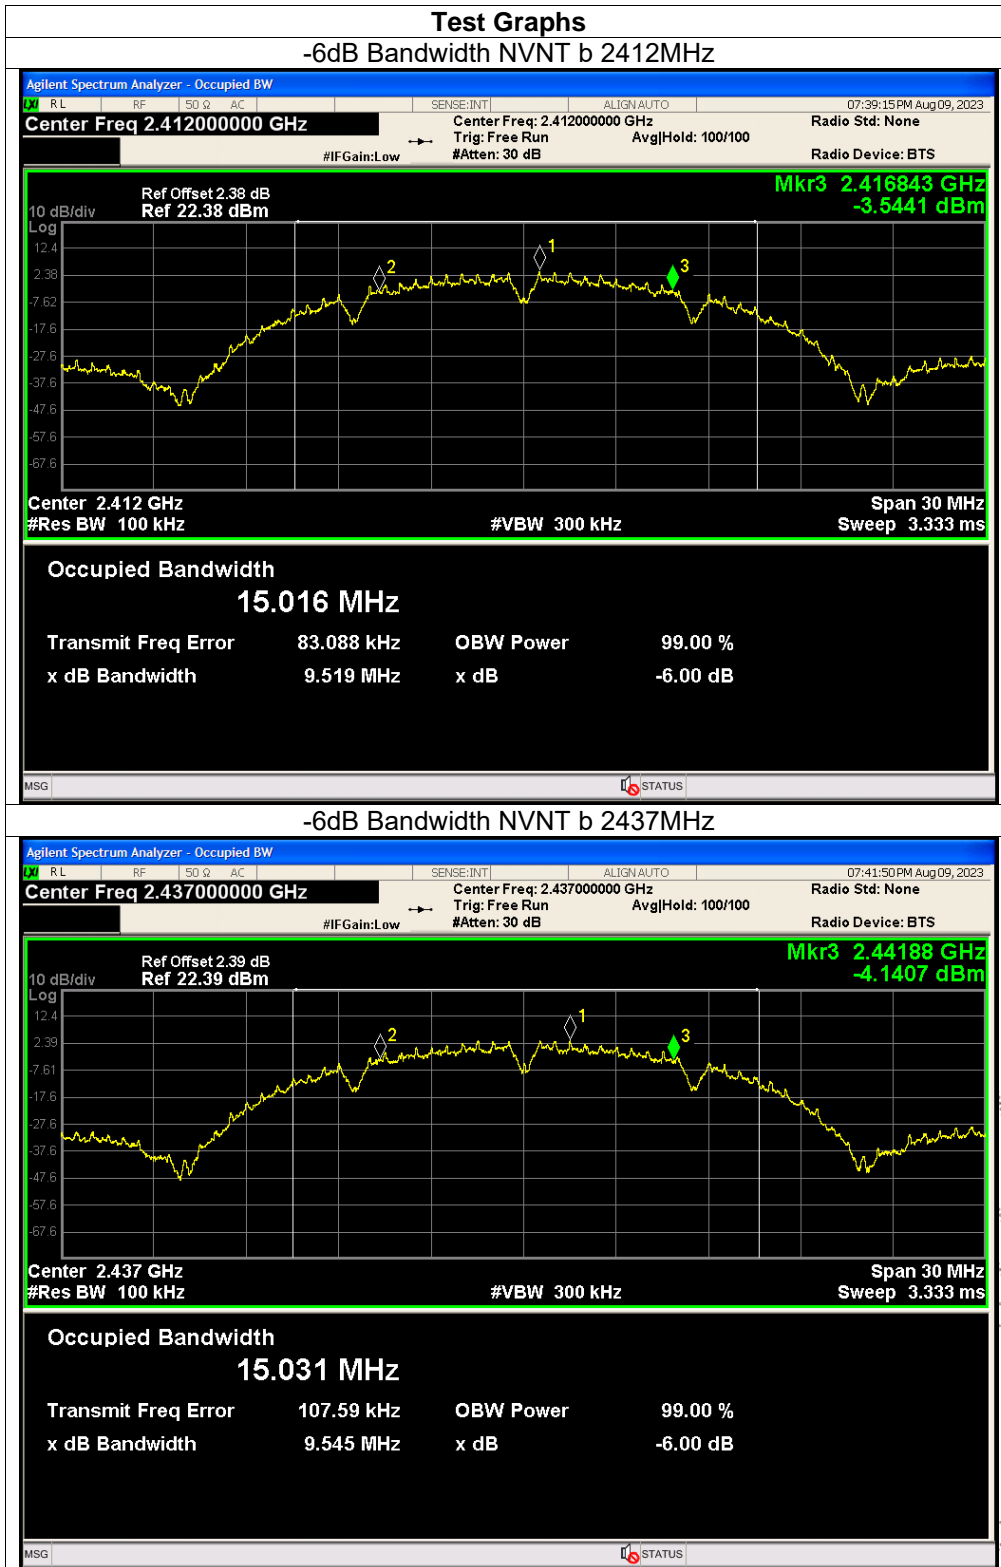 Test Graphs
-6dB Bandwidth NVNT b 2412MHz
Agilent Spectrum Analyzer - Occupied BW
LXI RL RF 50 Ω AC SENSE:INT ALIGN AUTO 07:39:15 PM Aug 09, 2023
Center Freq 2.412000000 GHz Center Freq: 2.412000000 GHz Radio Std: None
Trig: Free Run Avg|Hold: 100/100
#IFGain:Low #Atten: 30 dB Radio Device: BTS
Mkr3 2.416843 GHz
Ref Offset 2.38 dB
10 dB/div Ref 22.38 dBm -3.5441 dBm
Log
12.4
2.38
-7.62
-17.6
-27.6
-37.6
-47.6
-57.6
-67.6
1
2
3
Center 2.412 GHz Span 30 MHz
#Res BW 100 kHz #VBW 300 kHz Sweep 3.333 ms
Occupied Bandwidth
15.016 MHz
Transmit Freq Error 83.088 kHz OBW Power 99.00 %
x dB Bandwidth 9.519 MHz x dB -6.00 dB
MSG STATUS
-6dB Bandwidth NVNT b 2437MHz
Agilent Spectrum Analyzer - Occupied BW
LXI RL RF 50 Ω AC SENSE:INT ALIGN AUTO 07:41:50 PM Aug 09, 2023
Center Freq 2.437000000 GHz Center Freq: 2.437000000 GHz Radio Std: None
Trig: Free Run Avg|Hold: 100/100
#IFGain:Low #Atten: 30 dB Radio Device: BTS
Mkr3 2.44188 GHz
Ref Offset 2.39 dB
10 dB/div Ref 22.39 dBm -4.1407 dBm
Log
12.4
2.39
-7.61
-17.6
-27.6
-37.6
-47.6
-57.6
-67.6
1
2
3
Center 2.437 GHz Span 30 MHz
#Res BW 100 kHz #VBW 300 kHz Sweep 3.333 ms
Occupied Bandwidth
15.031 MHz
Transmit Freq Error 107.59 kHz OBW Power 99.00 %
x dB Bandwidth 9.545 MHz x dB -6.00 dB
MSG STATUS